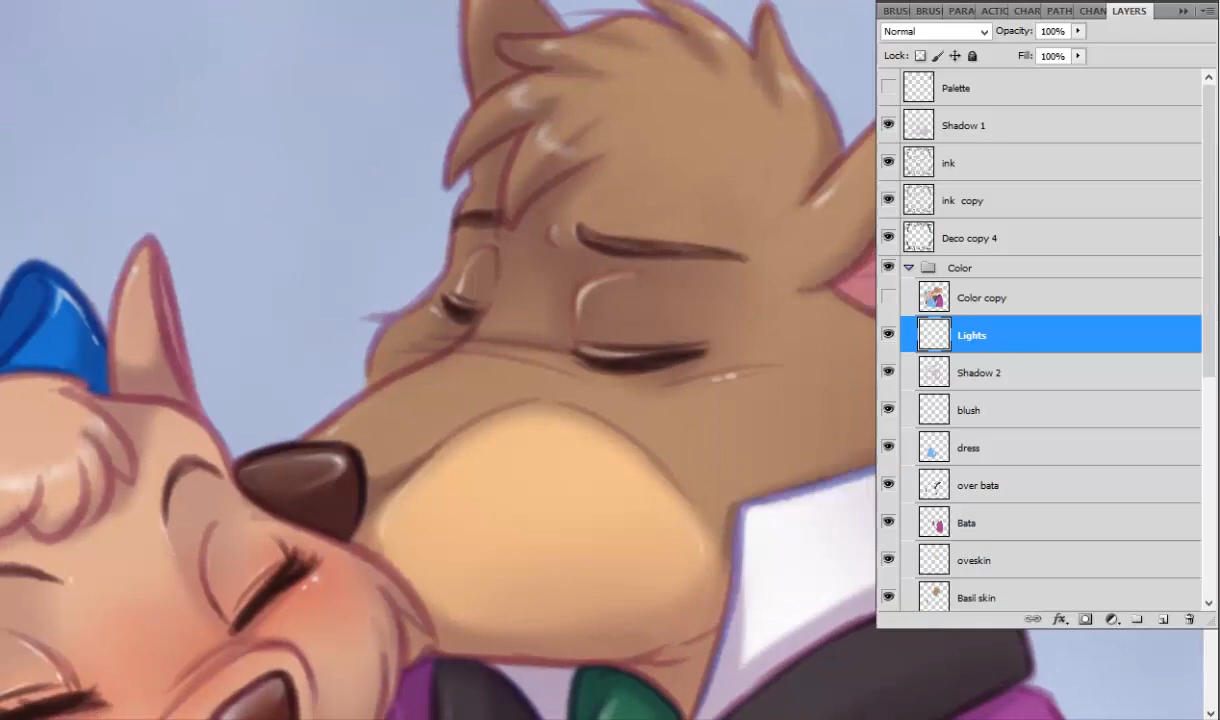 BRUS BRUS PARA ACTIC CHAR PATH CHAN LAYERS
Normal Opacity: 100%
Lock: Fill: 100%
Palette
Shadow 1
ink
ink copy
Deco copy 4
Color
Color copy
Lights
Shadow 2
blush
dress
over bata
Bata
oveskin
Basil skin
fx.